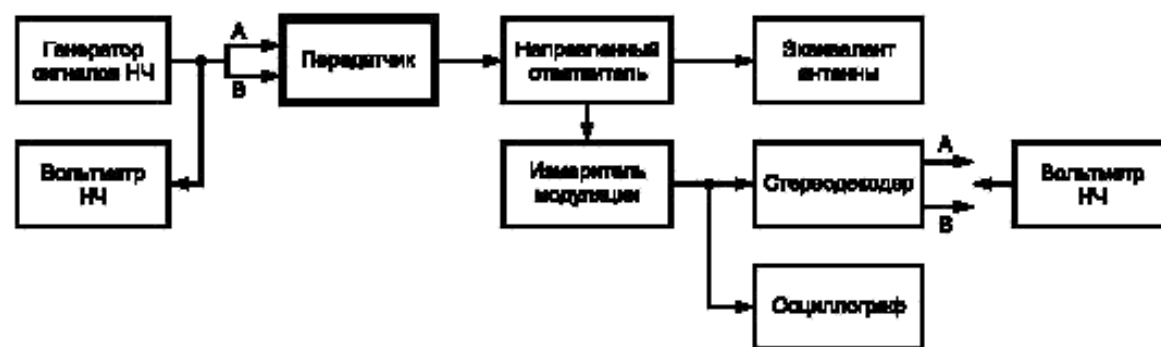 Генератор
сигналов НЧ
A
B
Передатчик
Направленный
ответвитель
Эквивалент
антенны
Вольтметр
НЧ
Измеритель
модуляции
Стереодекодер
A
B
Вольтметр
НЧ
Осциллограф